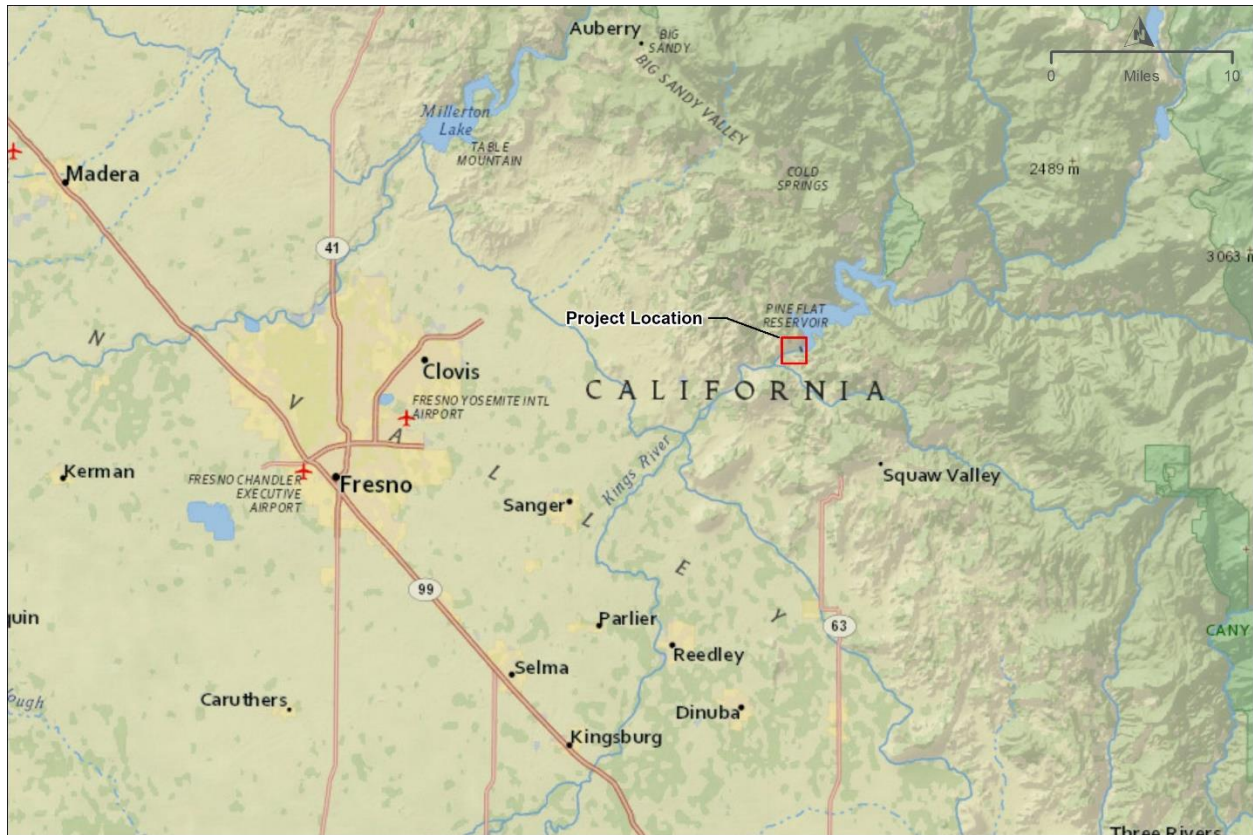 Auberry
BIG
SANDY
BIG SANDY VALLEY
N
0
Miles
10
Millerton
Lake
TABLE
MOUNTAIN
COLD
SPRINGS
2489 m
Madera
41
3 063 m
PINE FLAT
RESERVOIR
Project Location
N
Clovis
CALIFORNIA
FRESNO YOSEMITE INTL
AIRPORT
V
A
L
L
E
Y
Kerman
FRESNO CHANDLER
EXECUTIVE
AIRPORT
Fresno
Kings River
Squaw Valley
Sanger
99
quin
Parlier
63
CANY
Reedley
Selma
ough
Caruthers
Dinuba
Kingsburg
Three Rivers